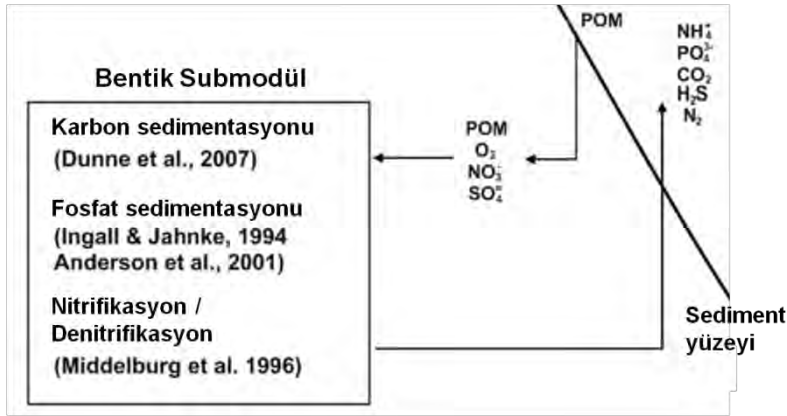 Bentik Submodül
Karbon sedimentasyonu
(Dunne et al., 2007)
Fosfat sedimentasyonu
(Ingall & Jahnke, 1994
Anderson et al., 2001)
Nitrifikasyon /
Denitrifikasyon
(Middelburg et al. 1996)
POM
O₂
NO₃⁻
SO₄⁼
POM
NH₄⁺
PO₄³⁻
CO₂
H₂S
N₂
Sediment
yüzeyi